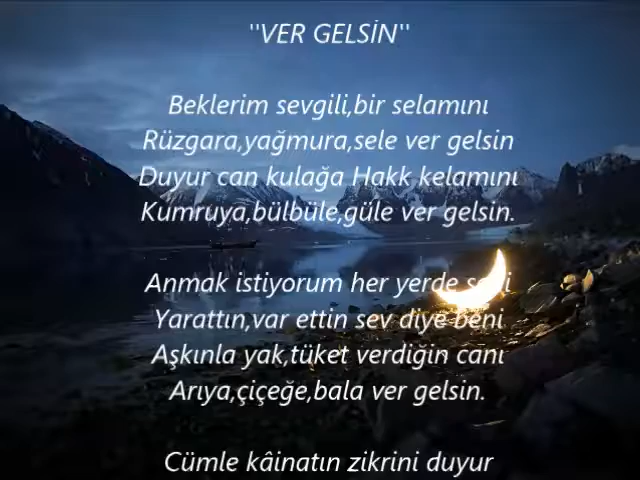 ''VER GELSİN''
Beklerim sevgili,bir selamını
Rüzgara,yağmura,sele ver gelsin
Duyur can kulağa Hakk kelamını
Kumruya,bülbüle,güle ver gelsin.
Anmak istiyorum her yerde seni
Yarattın,var ettin sev diye beni
Aşkınla yak,tüket verdiğin canı
Arıya,çiçeğe,bala ver gelsin.
Cümle kâinatın zikrini duyur